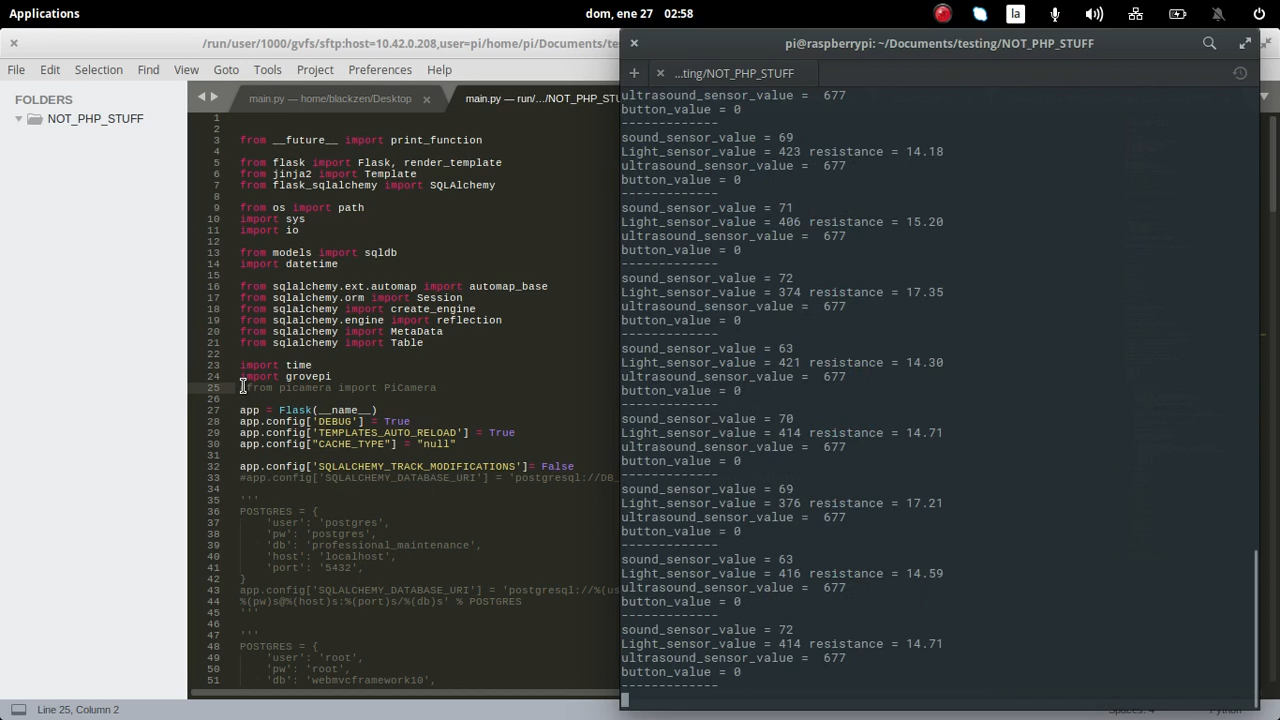 Applications
dom, ene 27 02:58
la
/run/user/1000/gvfs/sftp:host=10.42.0.208,user=pi/home/pi/Documents/te
File Edit Selection Find View Goto Tools Project Preferences Help
FOLDERS
NOT_PHP_STUFF
main.py — home/blackzen/Desktop
main.py — run/…/NOT_PHP_STU
1
2
3 from __future__ import print_function
4
5 from flask import Flask, render_template
6 from jinja2 import Template
7 from flask_sqlalchemy import SQLAlchemy
8
9 from os import path
10 import sys
11 import io
12
13 from models import sqldb
14 import datetime
15
16 from sqlalchemy.ext.automap import automap_base
17 from sqlalchemy.orm import Session
18 from sqlalchemy import create_engine
19 from sqlalchemy.engine import reflection
20 from sqlalchemy import MetaData
21 from sqlalchemy import Table
22
23 import time
24 import grovepi
25 from picamera import PiCamera
26
27 app = Flask(__name__)
28 app.config['DEBUG'] = True
29 app.config['TEMPLATES_AUTO_RELOAD'] = True
30 app.config["CACHE_TYPE"] = "null"
31
32 app.config['SQLALCHEMY_TRACK_MODIFICATIONS']= False
33 #app.config['SQLALCHEMY_DATABASE_URI'] = 'postgresql://DB_
34
35 '''
36 POSTGRES = {
37 'user': 'postgres',
38 'pw': 'postgres',
39 'db': 'professional_maintenance',
40 'host': 'localhost',
41 'port': '5432',
42 }
43 app.config['SQLALCHEMY_DATABASE_URI'] = 'postgresql://%(us
44 %(pw)s@%(host)s:%(port)s/%(db)s' % POSTGRES
45 '''
46
47 '''
48 POSTGRES = {
49 'user': 'root',
50 'pw': 'root',
51 'db': 'webmvcframework10',
Line 25, Column 2
Spaces: 4
Python
pi@raspberrypi: ~/Documents/testing/NOT_PHP_STUFF
...ting/NOT_PHP_STUFF
ultrasound_sensor_value =  677
button_value = 0
-------------
sound_sensor_value = 69
Light_sensor_value = 423 resistance = 14.18
ultrasound_sensor_value =  677
button_value = 0
-------------
sound_sensor_value = 71
Light_sensor_value = 406 resistance = 15.20
ultrasound_sensor_value =  677
button_value = 0
-------------
sound_sensor_value = 72
Light_sensor_value = 374 resistance = 17.35
ultrasound_sensor_value =  677
button_value = 0
-------------
sound_sensor_value = 63
Light_sensor_value = 421 resistance = 14.30
ultrasound_sensor_value =  677
button_value = 0
-------------
sound_sensor_value = 70
Light_sensor_value = 414 resistance = 14.71
ultrasound_sensor_value =  677
button_value = 0
-------------
sound_sensor_value = 69
Light_sensor_value = 376 resistance = 17.21
ultrasound_sensor_value =  677
button_value = 0
-------------
sound_sensor_value = 63
Light_sensor_value = 416 resistance = 14.59
ultrasound_sensor_value =  677
button_value = 0
-------------
sound_sensor_value = 72
Light_sensor_value = 414 resistance = 14.71
ultrasound_sensor_value =  677
button_value = 0
-------------